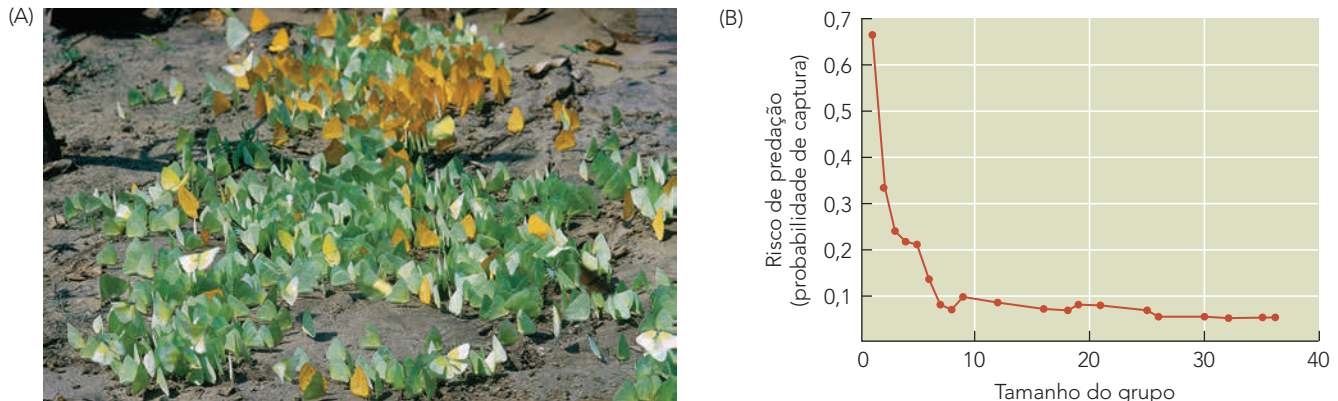 (A)
(B)
Risco de predação
(probabilidade de captura)
0,7
0,6
0,5
0,4
0,3
0,2
0,1
0
10
20
30
40
Tamanho do grupo